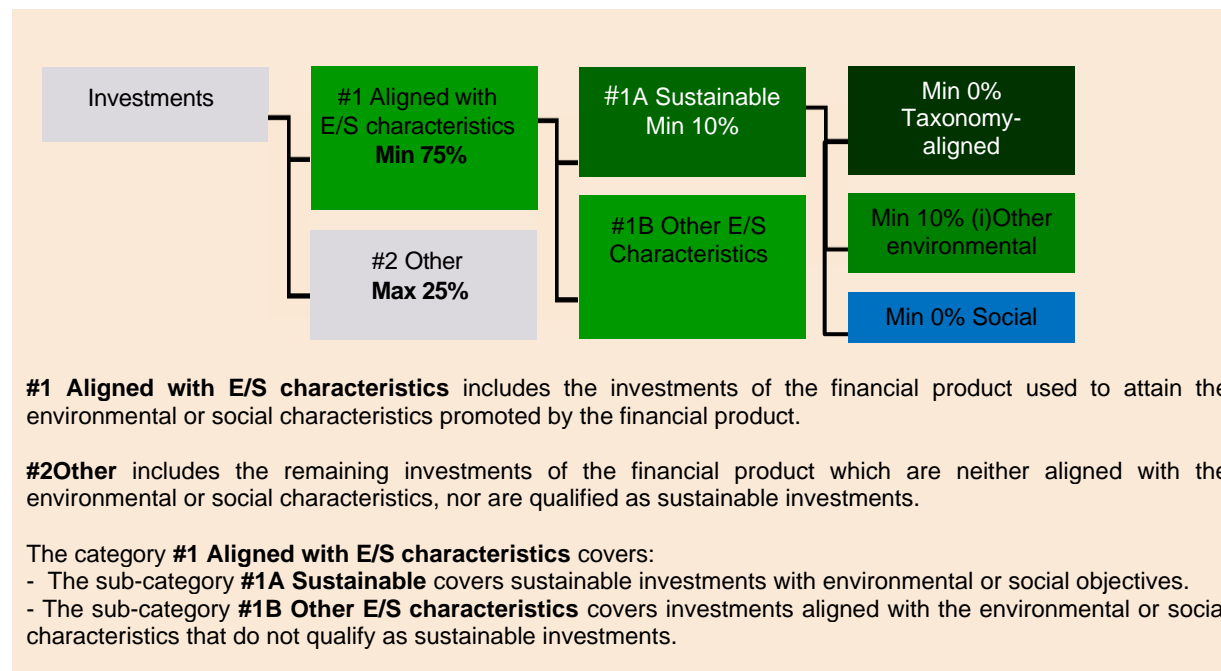 Investments
#1 Aligned with
E/S characteristics
Min 75%
#2 Other
Max 25%
#1A Sustainable
Min 10%
#1B Other E/S
Characteristics
Min 0%
Taxonomy-
aligned
Min 10% (i)Other
environmental
Min 0% Social
#1 Aligned with E/S characteristics includes the investments of the financial product used to attain the
environmental or social characteristics promoted by the financial product.
#2Other includes the remaining investments of the financial product which are neither aligned with the
environmental or social characteristics, nor are qualified as sustainable investments.
The category #1 Aligned with E/S characteristics covers:
- The sub-category #1A Sustainable covers sustainable investments with environmental or social objectives.
- The sub-category #1B Other E/S characteristics covers investments aligned with the environmental or social
characteristics that do not qualify as sustainable investments.